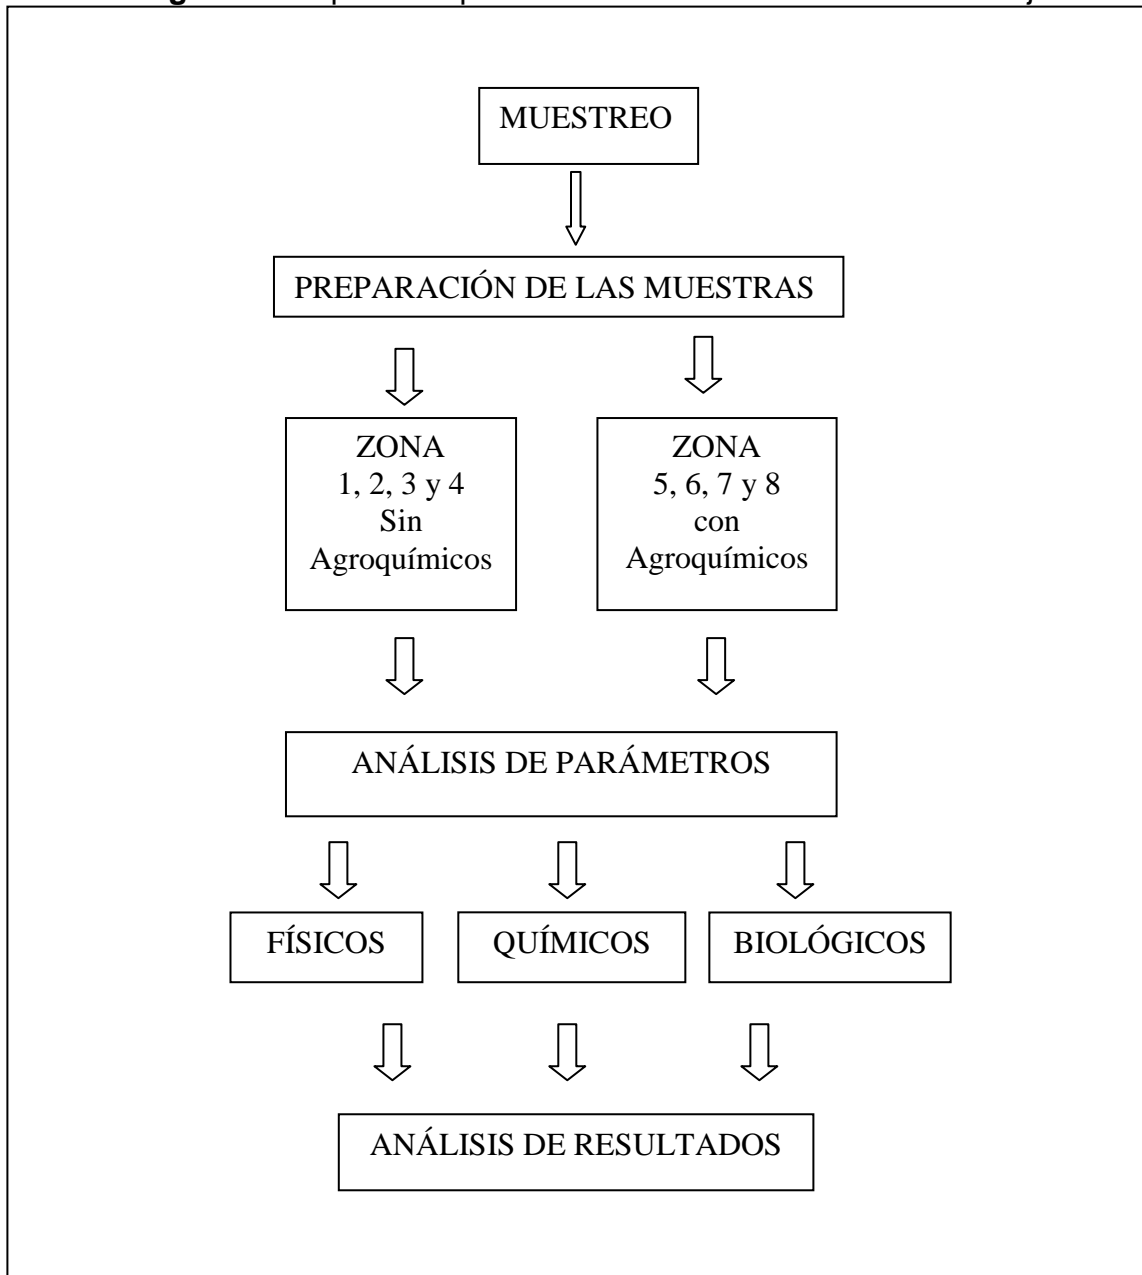 MUESTREO
PREPARACIÓN DE LAS MUESTRAS
ZONA
1, 2, 3 y 4
Sin
Agroquímicos
ZONA
5, 6, 7 y 8
con
Agroquímicos
ANÁLISIS DE PARÁMETROS
FÍSICOS
QUÍMICOS
BIOLÓGICOS
ANÁLISIS DE RESULTADOS